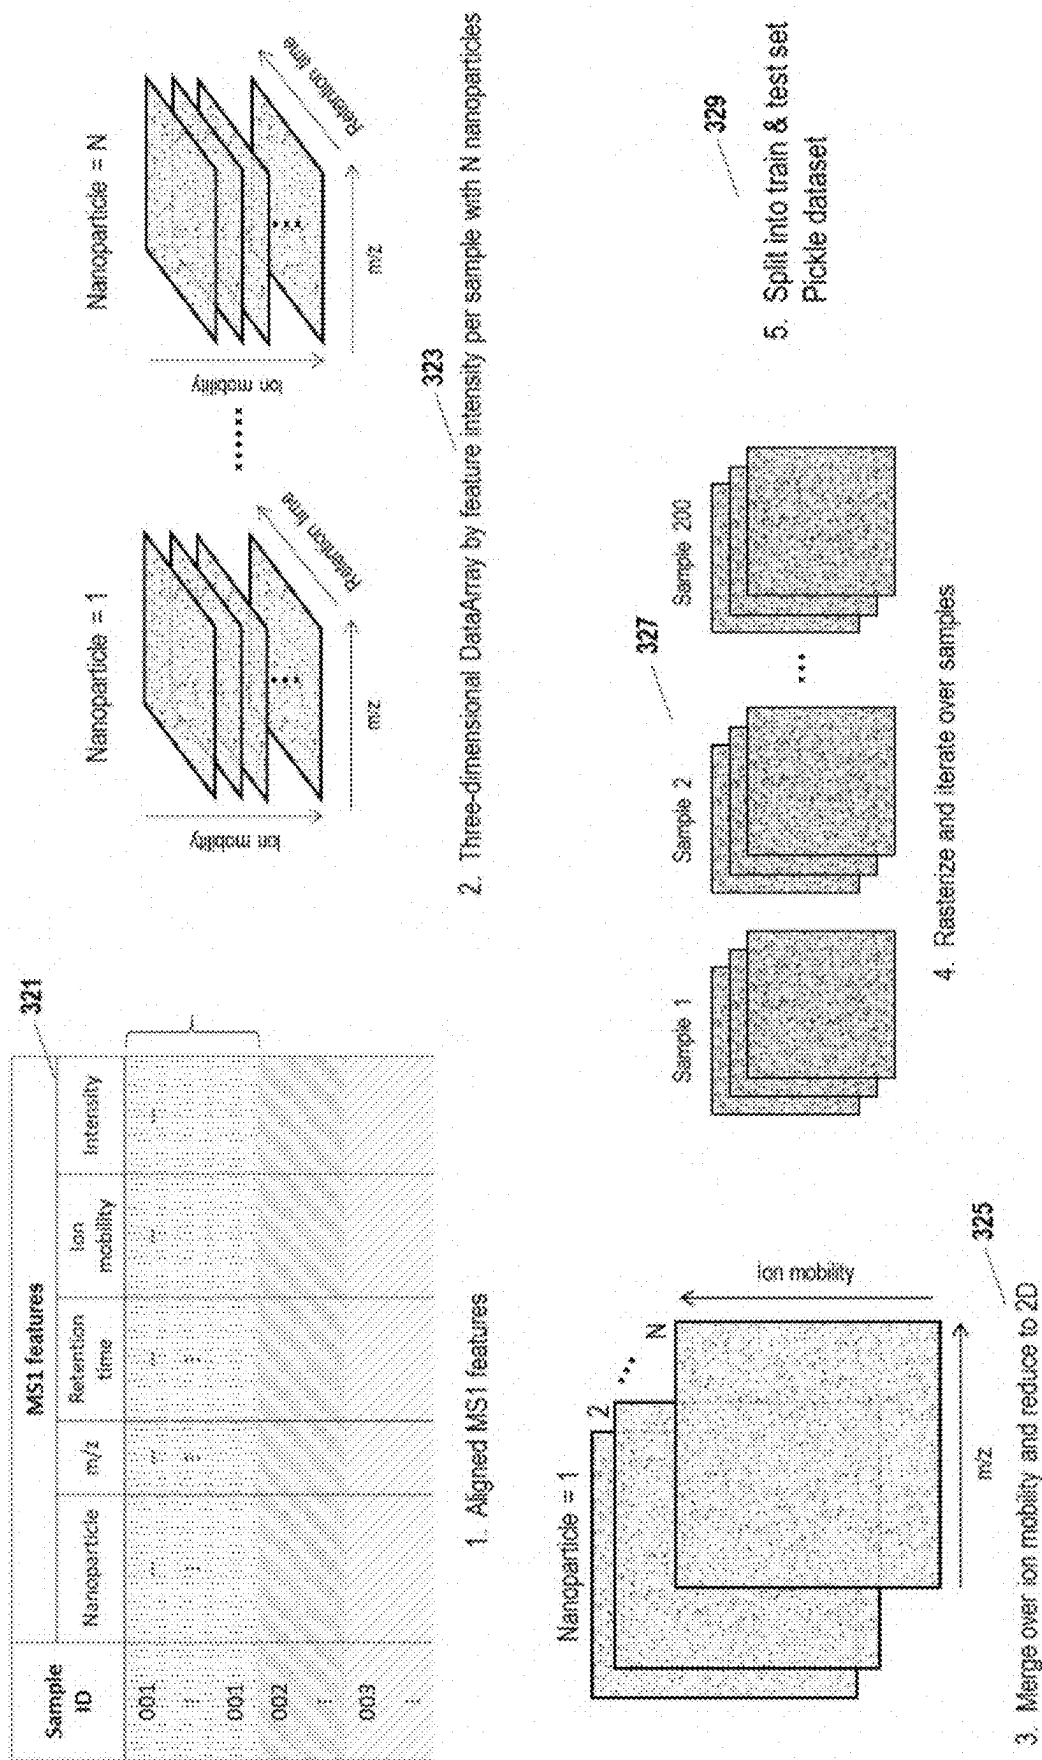 321
Sample ID
MS1 features
Nanoparticle
m/z
Retention time
Ion mobility
Intensity
001
001
002
003
1. Aligned MS1 features
Nanoparticle = 1
Ion mobility
Retention time
m/z
Nanoparticle = N
Ion mobility
Retention time
m/z
323
2. Three-dimensional DataArray by feature intensity per sample with N nanoparticles
Nanoparticle = 1
2
N
ion mobility
m/z
325
3. Merge over ion mobility and reduce to 2D
327
Sample 1
Sample 2
Sample 200
4. Rasterize and iterate over samples
329
5. Split into train & test set
Pickle dataset